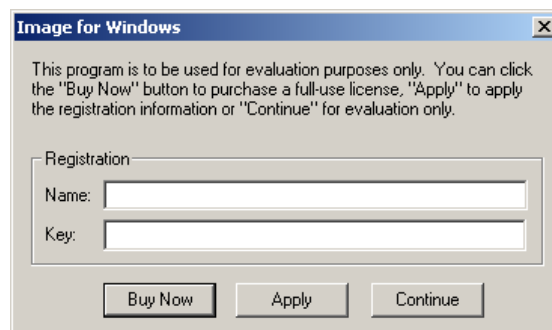 Image for Windows
This program is to be used for evaluation purposes only.  You can click
the "Buy Now" button to purchase a full-use license, "Apply" to apply
the registration information or "Continue" for evaluation only.
Registration
Name:
Key:
Buy Now Apply Continue